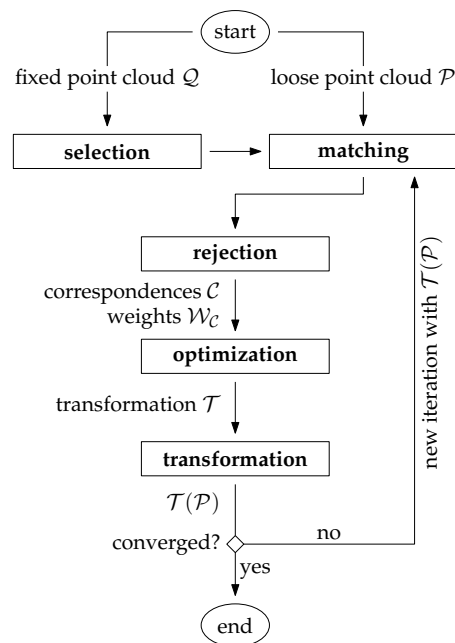 start
fixed point cloud 𝒬
loose point cloud 𝒫
selection
matching
rejection
correspondences 𝒞
weights 𝒲_𝒞
optimization
transformation 𝒯
transformation
𝒯(𝒫)
new iteration with 𝒯(𝒫)
converged?
no
yes
end